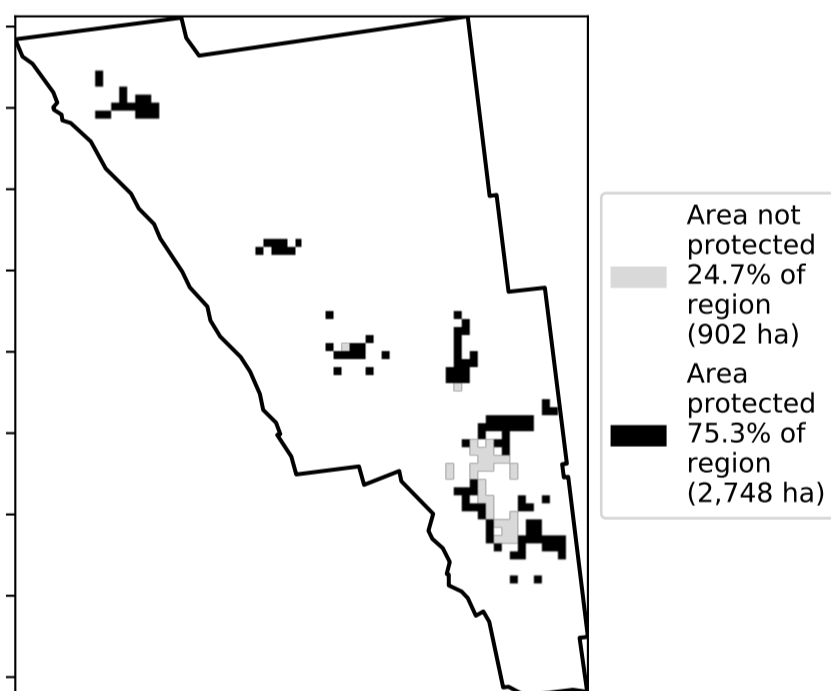 Area not
protected
24.7% of
region
(902 ha)
Area
protected
75.3% of
region
(2,748 ha)